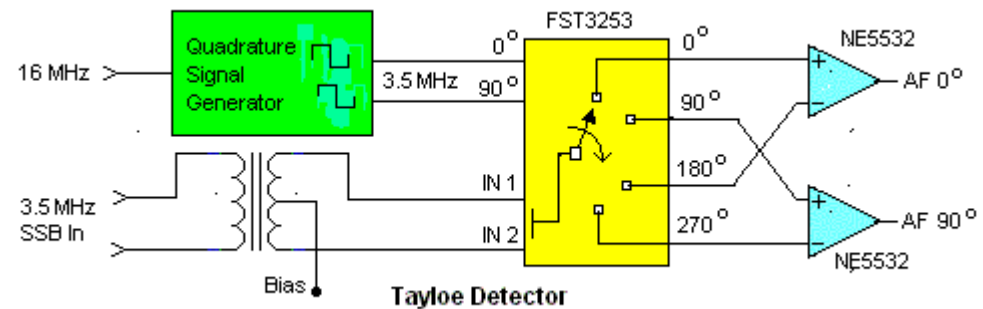 FST3253
NE5532
Quadrature
Signal
Generator
16 MHz
0°
3.5 MHz
90°
0°
90°
180°
270°
+
−
AF 0°
3.5 MHz
SSB In
IN 1
IN 2
+
−
AF 90°
NE5532
Bias
Tayloe Detector